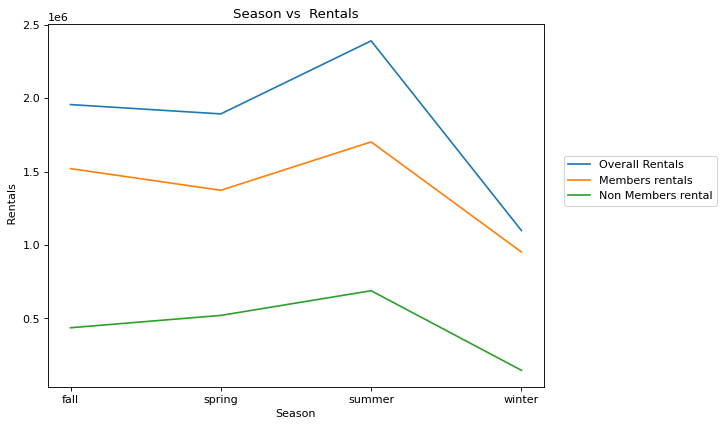 Season vs  Rentals
1e6
2.5
2.0
1.5
1.0
0.5
Rentals
fall
spring
summer
winter
Season
Overall Rentals
Members rentals
Non Members rental